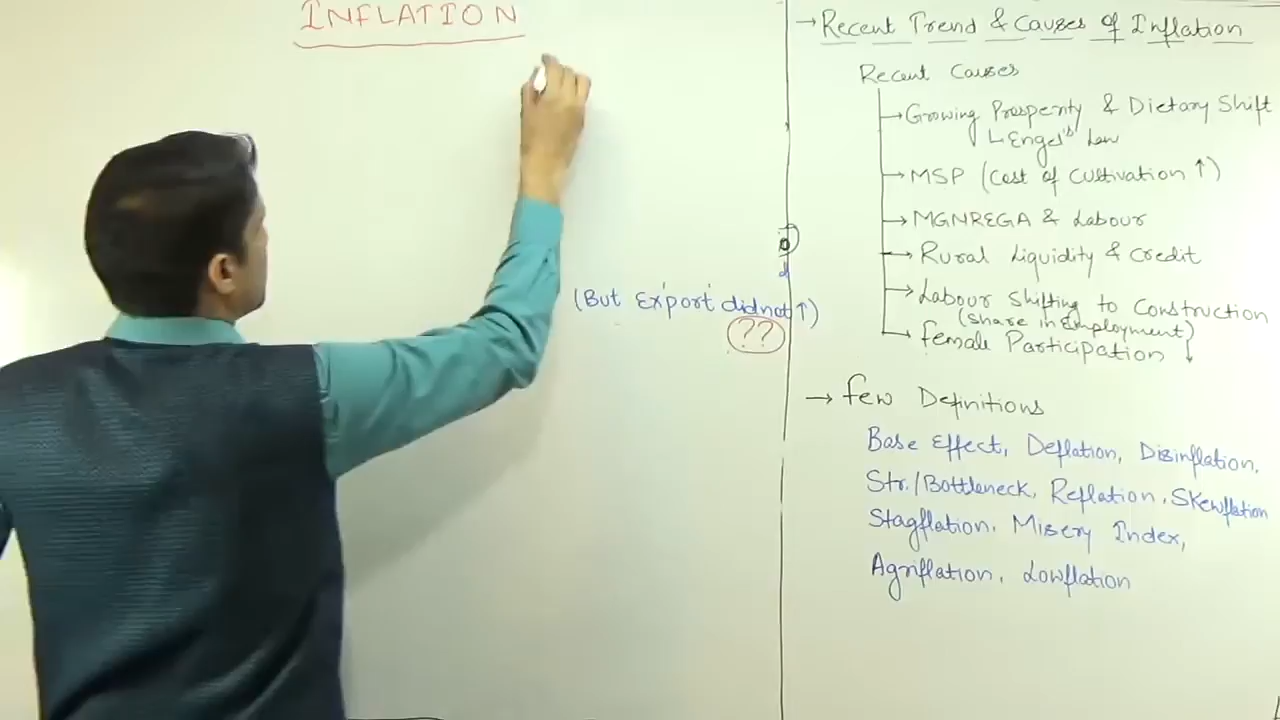 INFLATION
(But Export did not ↑)
??
→ Recent Trend & Causes of Inflation
Recent Causes
→ Growing Prosperity & Dietary Shift
↳ Engel's Law
→ MSP (Cost of Cultivation ↑)
→ MGNREGA & Labour
→ Rural Liquidity & Credit
→ Labour Shifting to Construction
(Share in Employment)
→ Female Participation ↓
→ Few Definitions
Base Effect, Deflation, Disinflation,
Str./Bottleneck, Reflation, Skewflation
Stagflation, Misery Index,
Agriflation, Lowflation